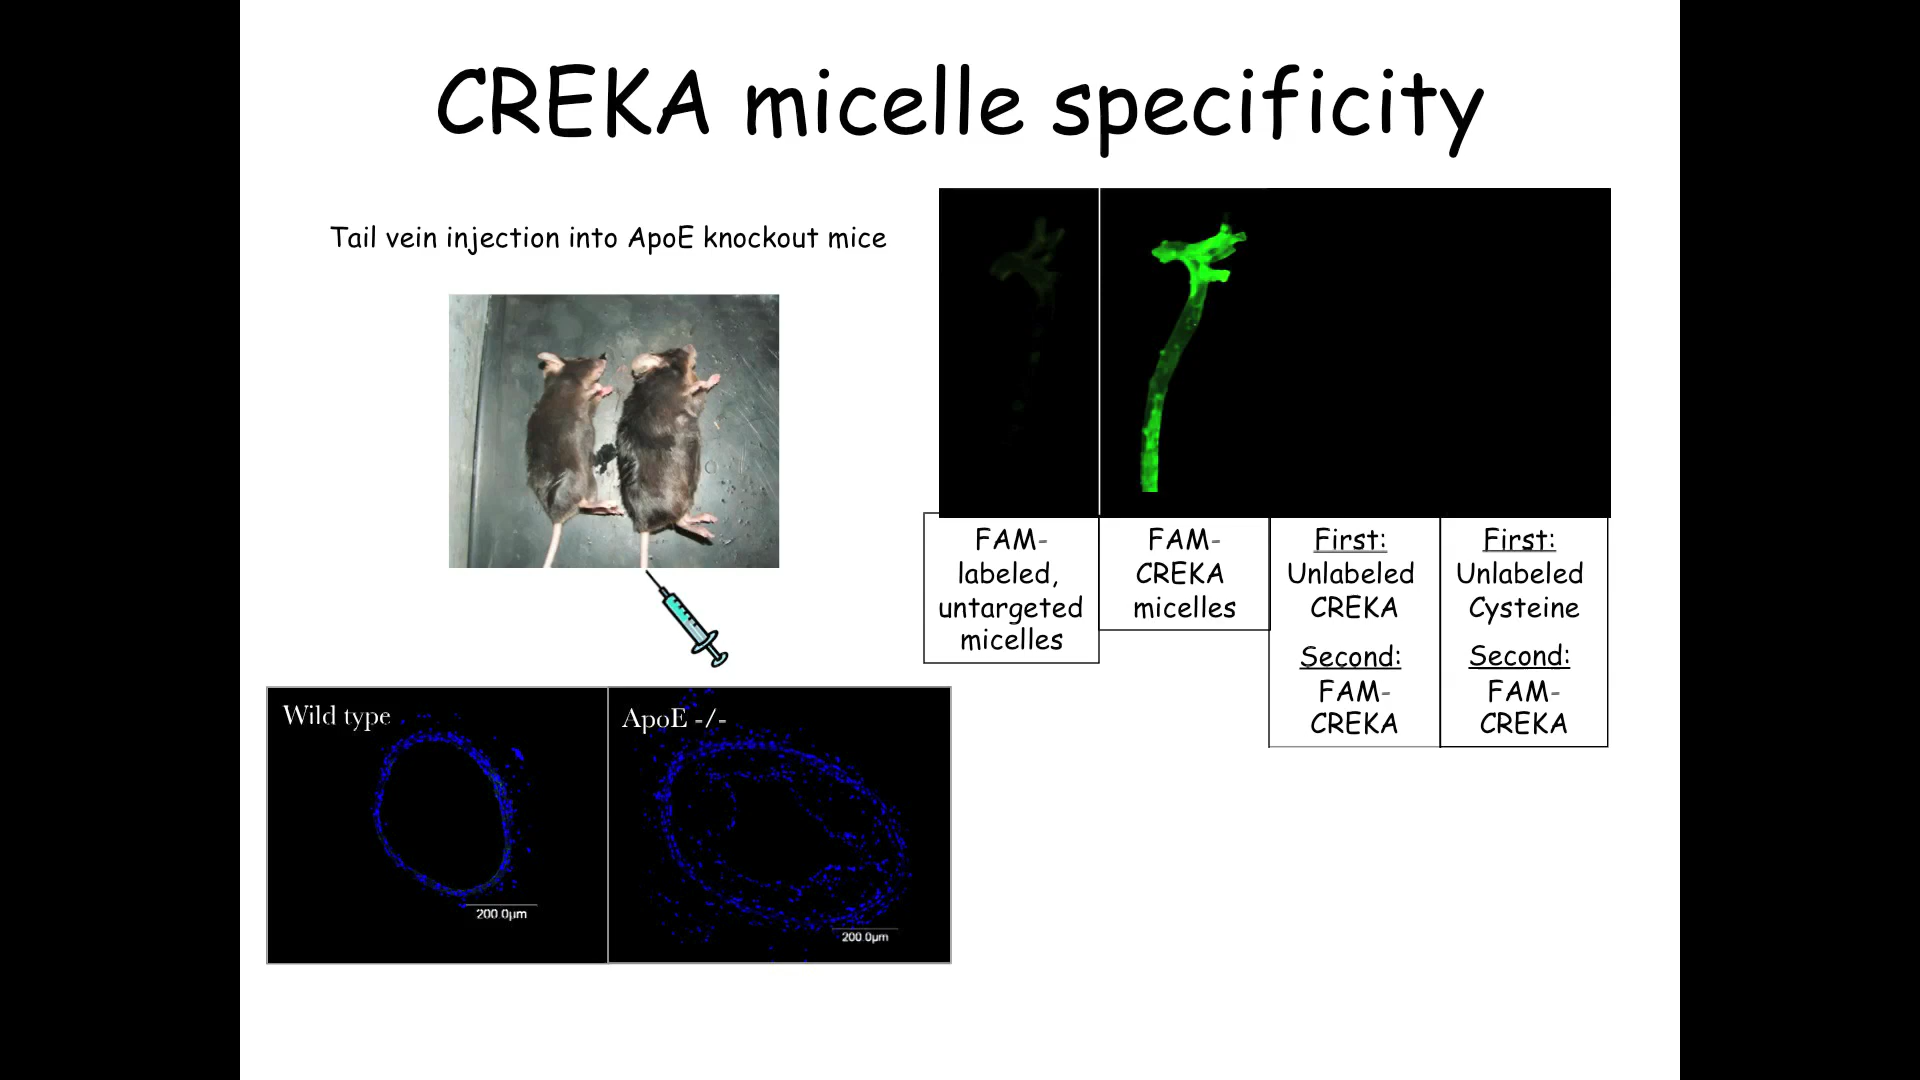 CREKA micelle specificity
Tail vein injection into ApoE knockout mice
FAM-
labeled,
untargeted
micelles
FAM-
CREKA
micelles
First:
Unlabeled
CREKA
Second:
FAM-
CREKA
First:
Unlabeled
Cysteine
Second:
FAM-
CREKA
Wild type
200.0µm
ApoE -/-
200.0µm